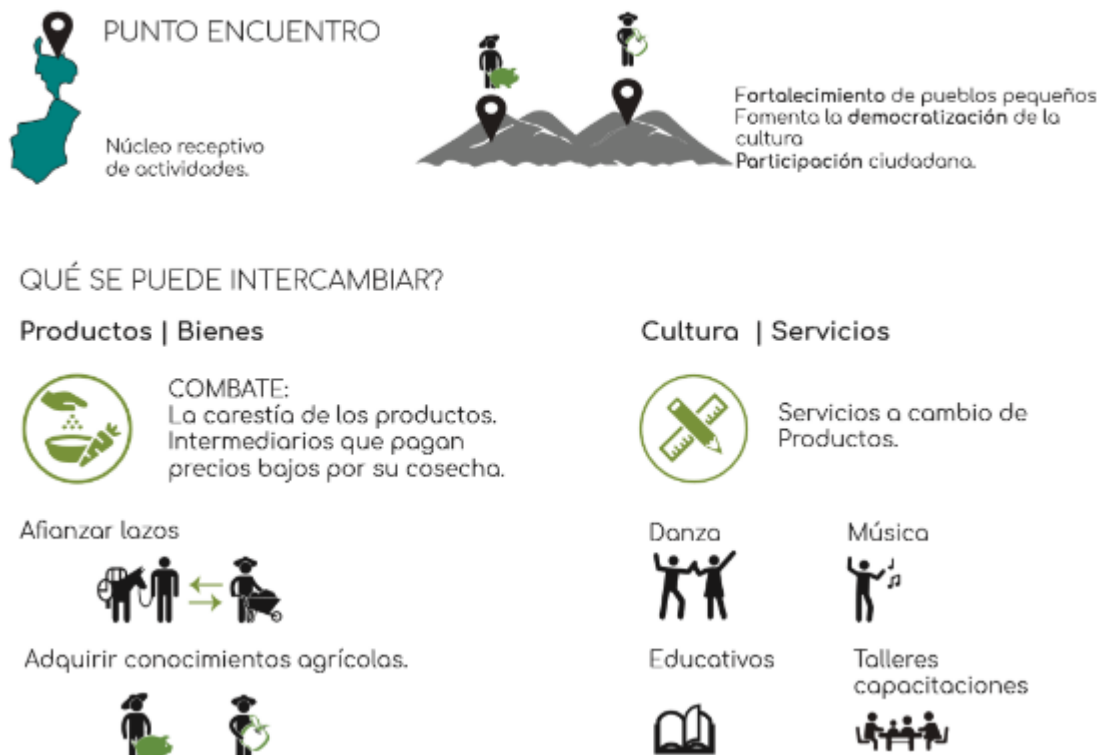 PUNTO ENCUENTRO
Núcleo receptivo
de actividades.
Fortalecimiento de pueblos pequeños
Fomenta la democratización de la
cultura
Participación ciudadana.
QUÉ SE PUEDE INTERCAMBIAR?
Productos | Bienes
COMBATE:
La carestía de los productos.
Intermediarios que pagan
precios bajos por su cosecha.
Afianzar lazos
Adquirir conocimientos agrícolas.
Cultura | Servicios
Servicios a cambio de
Productos.
Danza
Música
Educativos
Talleres
capacitaciones